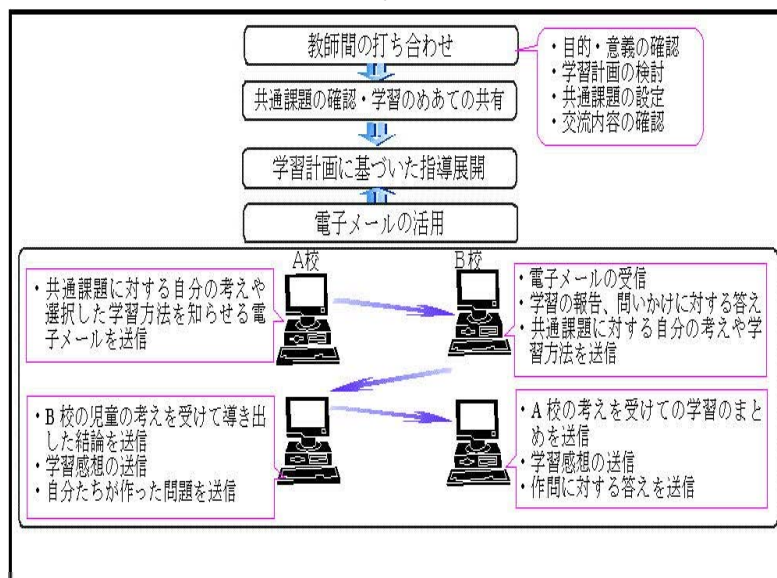 教師間の打ち合わせ
・目的・意義の確認
・学習計画の検討
・共通課題の設定
・交流内容の確認
共通課題の確認・学習のめあての共有
学習計画に基づいた指導展開
電子メールの活用
A校
B校
・共通課題に対する自分の考えや
選択した学習方法を知らせる電
子メールを送信
・電子メールの受信
・学習の報告、問いかけに対する答え
・共通課題に対する自分の考えや学
習方法を送信
・B校の児童の考えを受けて導き出
した結論を送信
・学習感想の送信
・自分たちが作った問題を送信
・A校の考えを受けての学習のまと
めを送信
・学習感想の送信
・作問に対する答えを送信